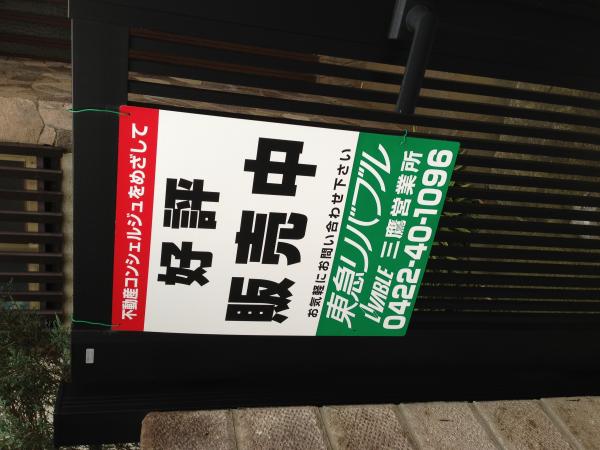 不動産コンシェルジュをめざして
好評
販売中
お気軽にお問い合わせ下さい
東急リバブル
LIVABLE 三鷹営業所
0422-40-1096